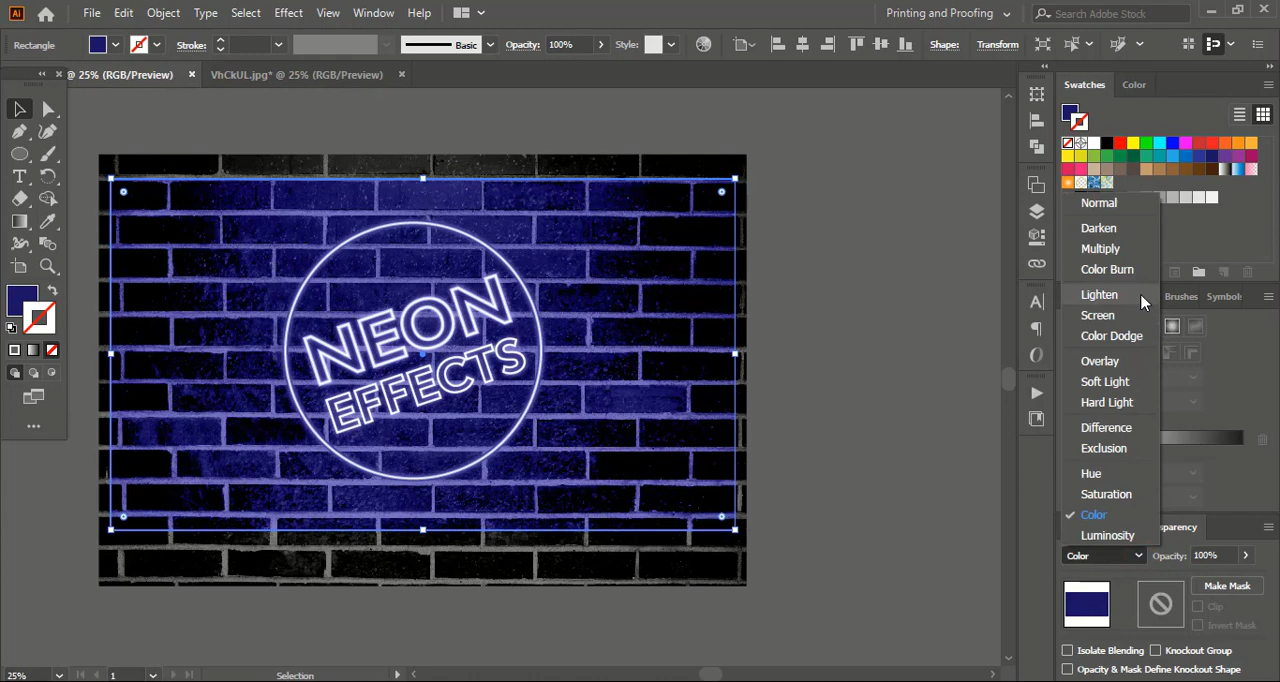 Ai File Edit Object Type Select Effect View Window Help Printing and Proofing Search Adobe Stock
Rectangle Stroke: Basic Opacity: 100% Style: Shape: Transform
@ 25% (RGB/Preview) × VhCkUL.jpg* @ 25% (RGB/Preview) ×
Swatches Color
NEON
EFFECTS
Normal
Darken
Multiply
Color Burn
Lighten
Screen
Color Dodge
Overlay
Soft Light
Hard Light
Difference
Exclusion
Hue
Saturation
Color
Luminosity
Brushes Symbols
Color Opacity: 100%
Make Mask
Clip
Invert Mask
Isolate Blending Knockout Group
Opacity & Mask Define Knockout Shape
25% 1 Selection